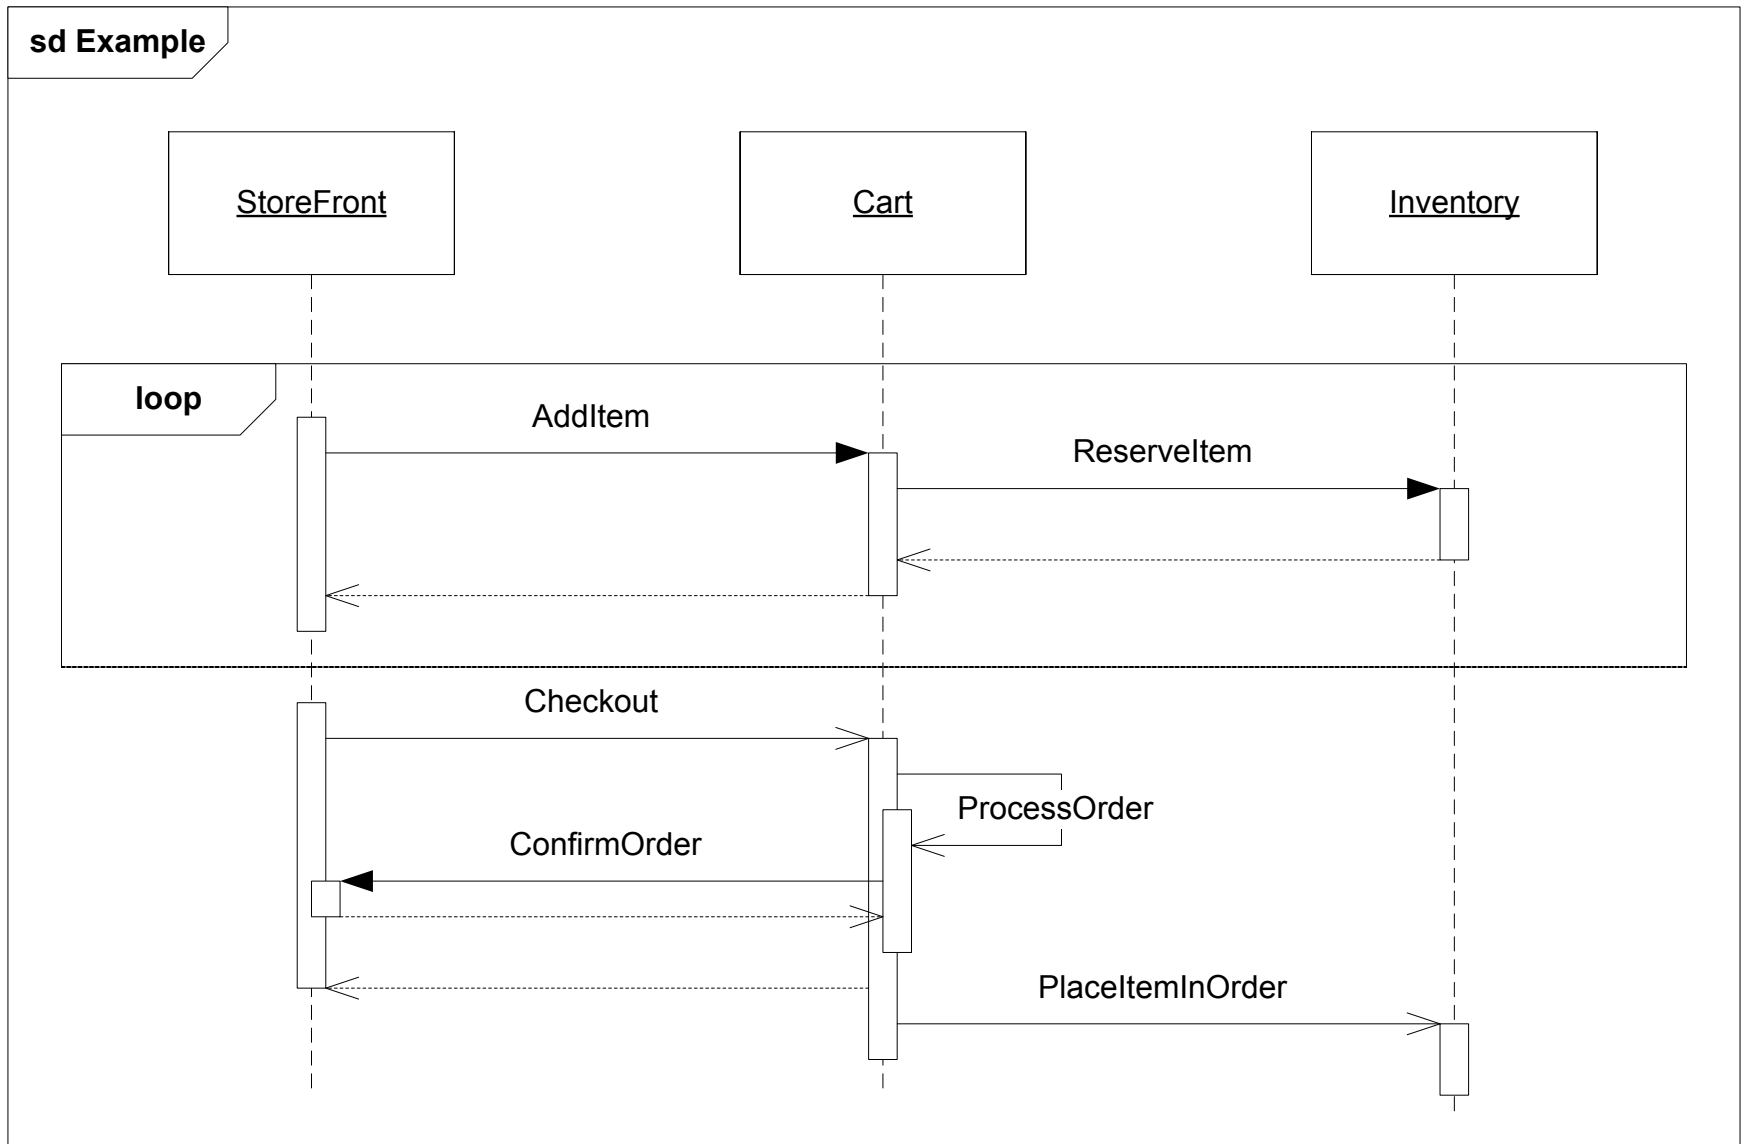 sd Example
StoreFront
Cart
Inventory
loop
AddItem
ReserveItem
Checkout
ProcessOrder
ConfirmOrder
PlaceItemInOrder